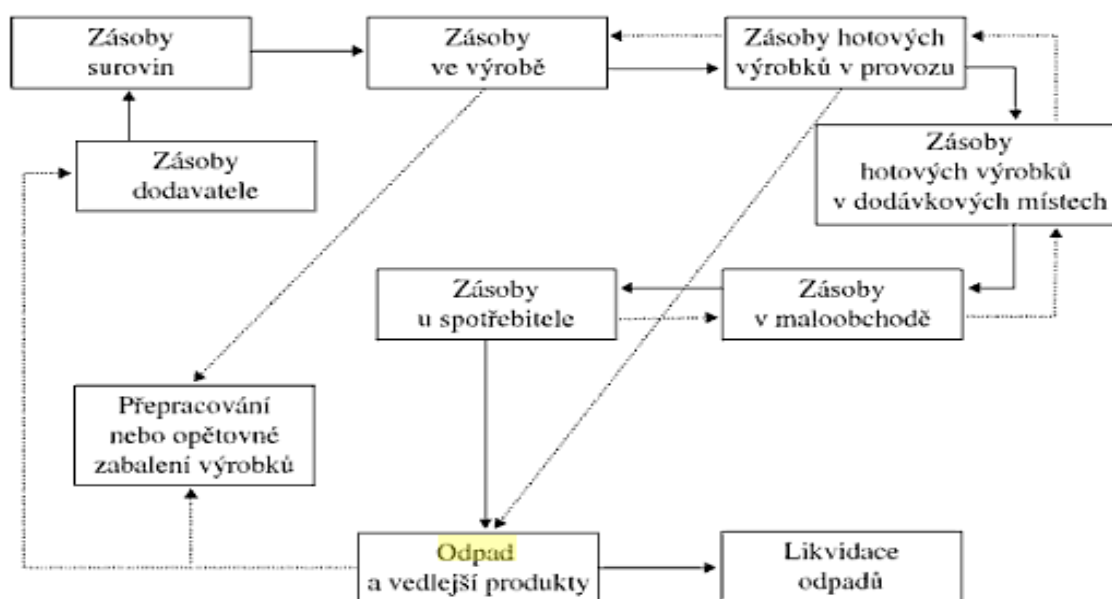 Zásoby
surovin
Zásoby
ve výrobě
Zásoby hotových
výrobků v provozu
Zásoby
dodavatele
Zásoby
hotových výrobků
v dodávkových místech
Zásoby
u spotřebitele
Zásoby
v maloobchodě
Přepracování
nebo opětovné
zabalení výrobků
Odpad
a vedlejší produkty
Likvidace
odpadů